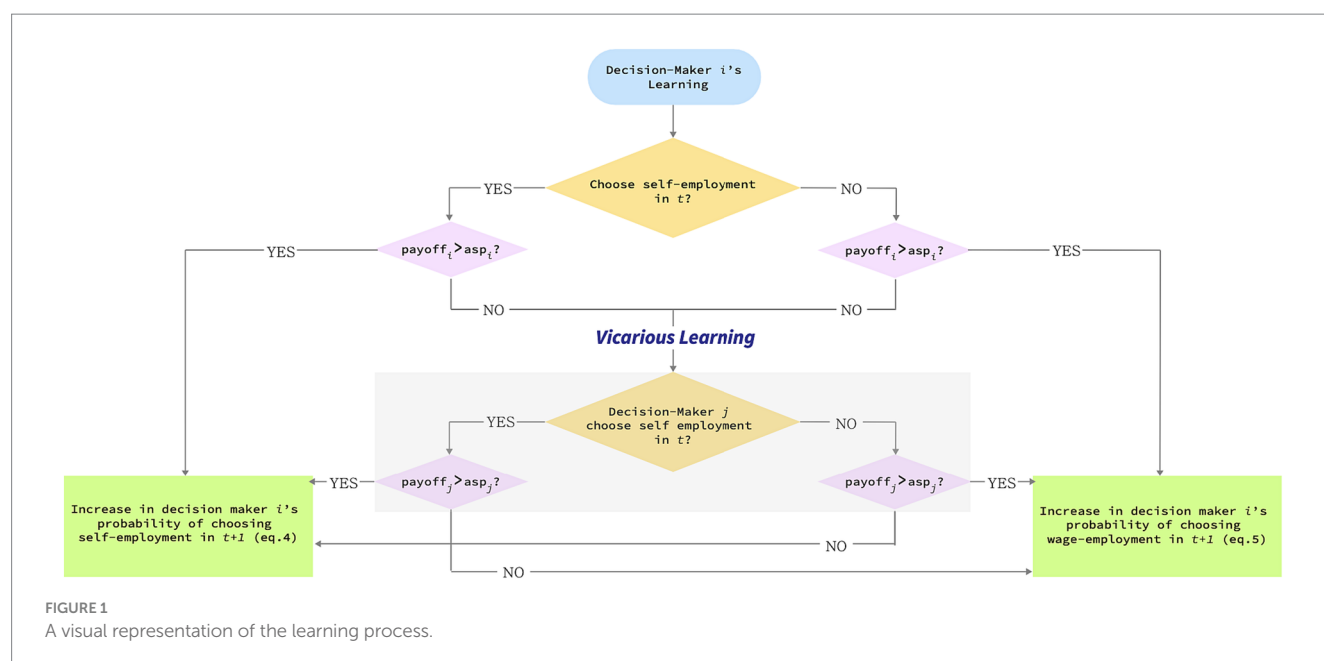 Decision-Maker i's
Learning
Choose self-employment
in t?
YES
NO
payoffi>aspi?
payoffi>aspi?
YES
YES
NO
NO
Vicarious Learning
Decision-Maker j
choose self employment
in t?
YES
NO
payoffj>aspj?
payoffj>aspj?
YES
YES
Increase in decision maker i's
probability of choosing
self-employment in t+1 (eq.4)
Increase in decision maker i's
probability of choosing
wage-employment in t+1 (eq.5)
NO
NO
FIGURE 1
A visual representation of the learning process.